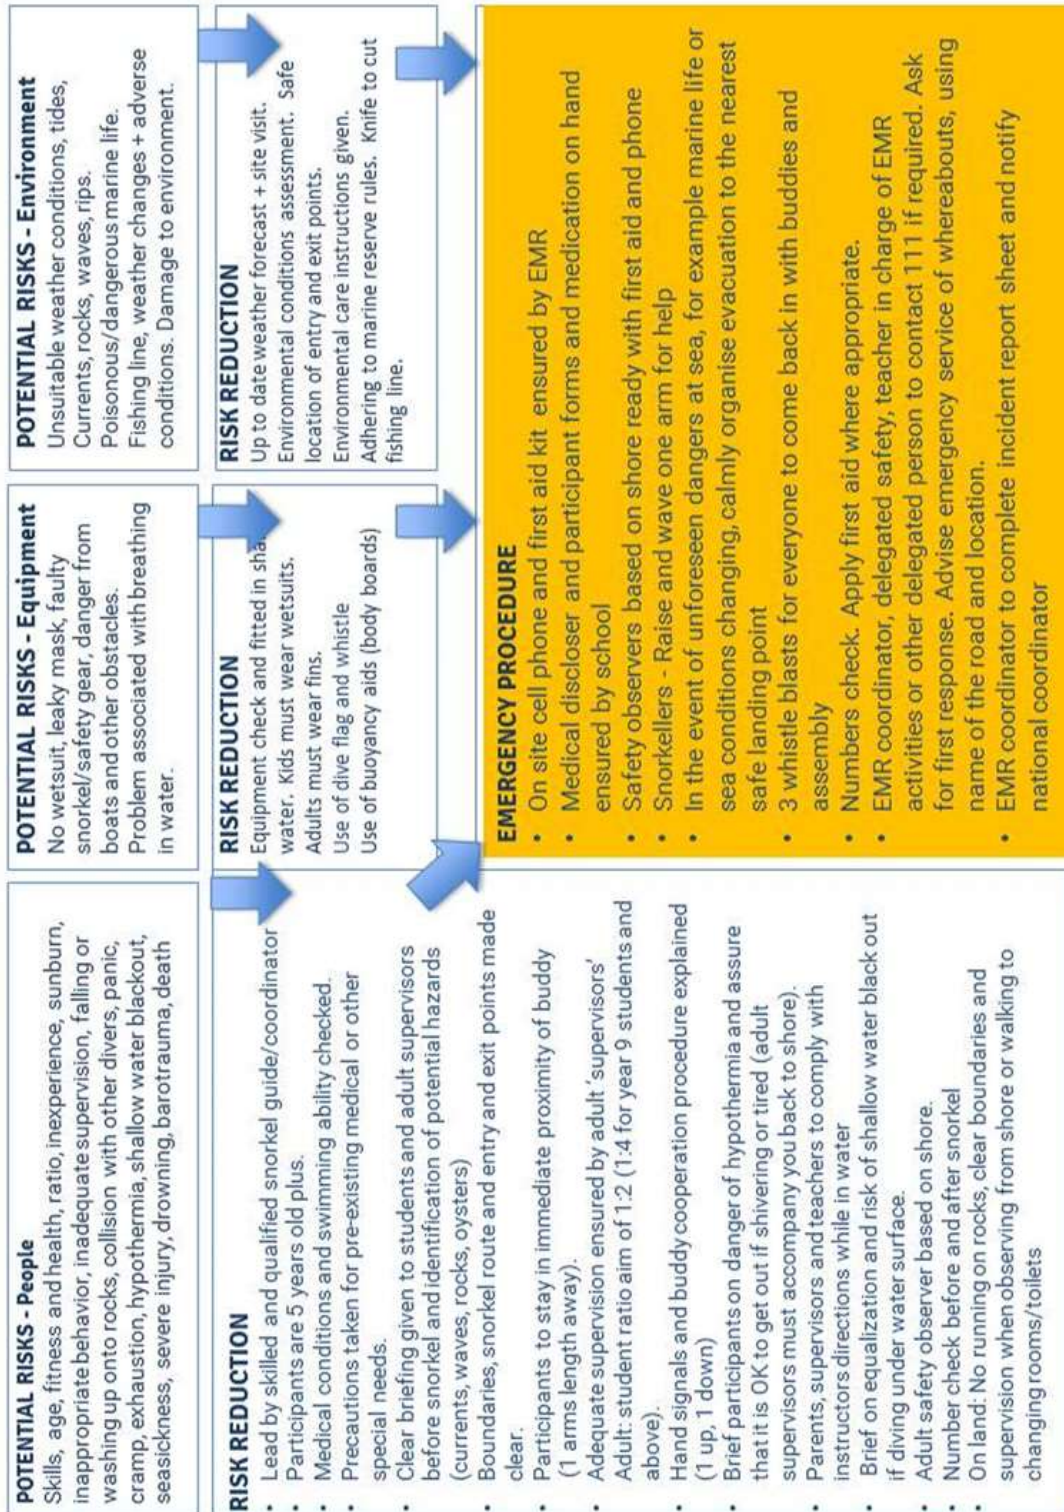 POTENTIAL RISKS - People
Skills, age, fitness and health, ratio, inexperience, sunburn,
inappropriate behavior, inadequate supervision, falling or
washing up onto rocks, collision with other divers, panic,
cramp, exhaustion, hypothermia, shallow water blackout,
seasickness, severe injury, drowning, barotrauma, death
POTENTIAL RISKS - Equipment
No wetsuit, leaky mask, faulty
snorkel/safety gear, danger from
boats and other obstacles.
Problem associated with breathing
in water.
POTENTIAL RISKS - Environment
Unsuitable weather conditions, tides,
Currents, rocks, waves, rips.
Poisonous/dangerous marine life.
Fishing line, weather changes + adverse
conditions. Damage to environment.
RISK REDUCTION
• Lead by skilled and qualified snorkel guide/coordinator
• Participants are 5 years old plus.
• Medical conditions and swimming ability checked.
• Precautions taken for pre-existing medical or other
special needs.
• Clear briefing given to students and adult supervisors
before snorkel and identification of potential hazards
(currents, waves, rocks, oysters)
• Boundaries, snorkel route and entry and exit points made
clear.
• Participants to stay in immediate proximity of buddy
(1 arms length away).
• Adequate supervision ensured by adult 'supervisors'
Adult: student ratio aim of 1:2 (1:4 for year 9 students and
above).
• Hand signals and buddy cooperation procedure explained
(1 up, 1 down)
• Brief participants on danger of hypothermia and assure
that it is OK to get out if shivering or tired (adult
supervisors must accompany you back to shore).
• Parents, supervisors and teachers to comply with
instructors directions while in water
• Brief on equalization and risk of shallow water black out
if diving under water surface.
• Adult safety observer based on shore.
• Number check before and after snorkel
• On land: No running on rocks, clear boundaries and
supervision when observing from shore or walking to
changing rooms/toilets
RISK REDUCTION
Equipment check and fitted in
water. Kids must wear wetsuits.
Adults must wear fins.
Use of dive flag and whistle
Use of buoyancy aids (body boards)
RISK REDUCTION
Up to date weather forecast + site visit.
Environmental conditions assessment. Safe
location of entry and exit points.
Environmental care instructions given.
Adhering to marine reserve rules. Knife to cut
fishing line.
EMERGENCY PROCEDURE
• On site cell phone and first aid kit ensured by EMR
• Medical discloser and participant forms and medication on hand
ensured by school
• Safety observers based on shore ready with first aid and phone
• Snorkellers - Raise and wave one arm for help
• In the event of unforeseen dangers at sea, for example marine life or
sea conditions changing, calmly organise evacuation to the nearest
safe landing point
• 3 whistle blasts for everyone to come back in with buddies and
assembly
• Numbers check. Apply first aid where appropriate.
• EMR coordinator, delegated safety, teacher in charge of EMR
activities or other delegated person to contact 111 if required. Ask
for first response. Advise emergency service of whereabouts, using
name of the road and location.
• EMR coordinator to complete incident report sheet and notify
national coordinator